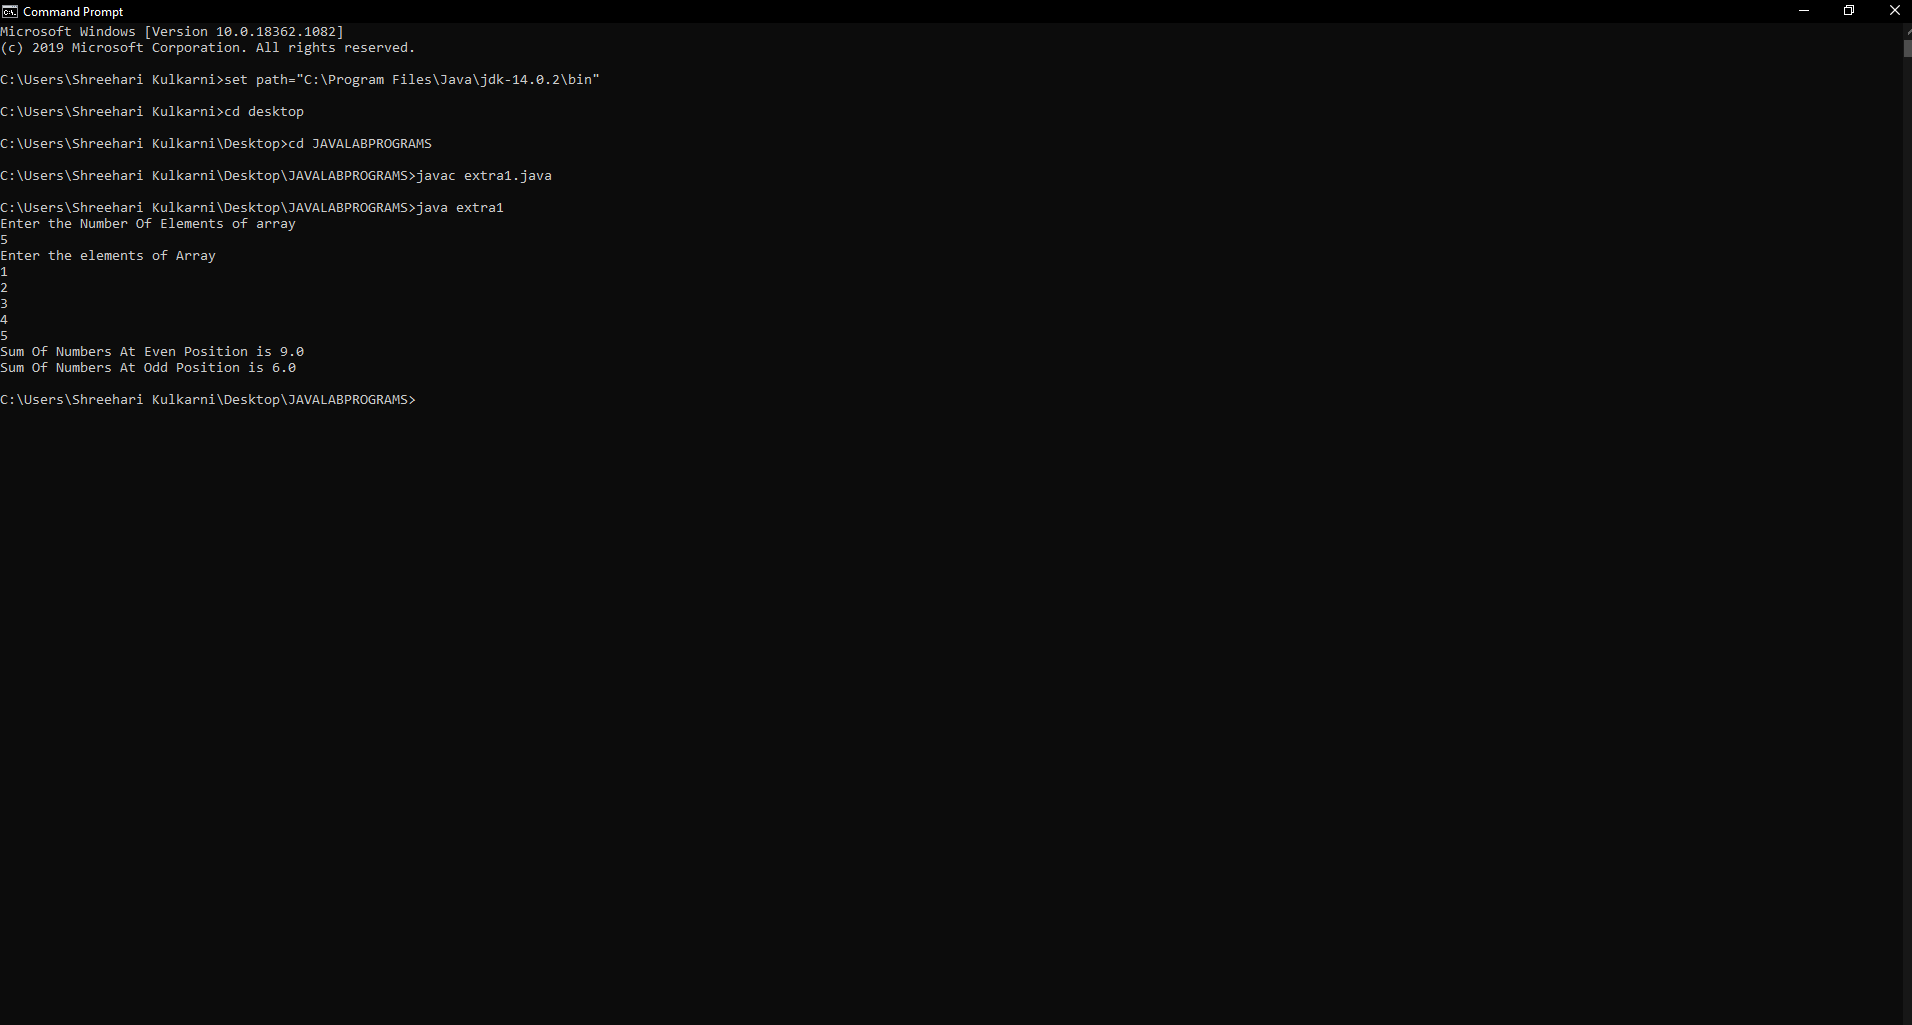 Command Prompt
Microsoft Windows [Version 10.0.18362.1082]
(c) 2019 Microsoft Corporation. All rights reserved.
C:\Users\Shreehari Kulkarni>set path="C:\Program Files\Java\jdk-14.0.2\bin"
C:\Users\Shreehari Kulkarni>cd desktop
C:\Users\Shreehari Kulkarni\Desktop>cd JAVALABPROGRAMS
C:\Users\Shreehari Kulkarni\Desktop\JAVALABPROGRAMS>javac extra1.java
C:\Users\Shreehari Kulkarni\Desktop\JAVALABPROGRAMS>java extra1
Enter the Number Of Elements of array
5
Enter the elements of Array
1
2
3
4
5
Sum Of Numbers At Even Position is 9.0
Sum Of Numbers At Odd Position is 6.0
C:\Users\Shreehari Kulkarni\Desktop\JAVALABPROGRAMS>